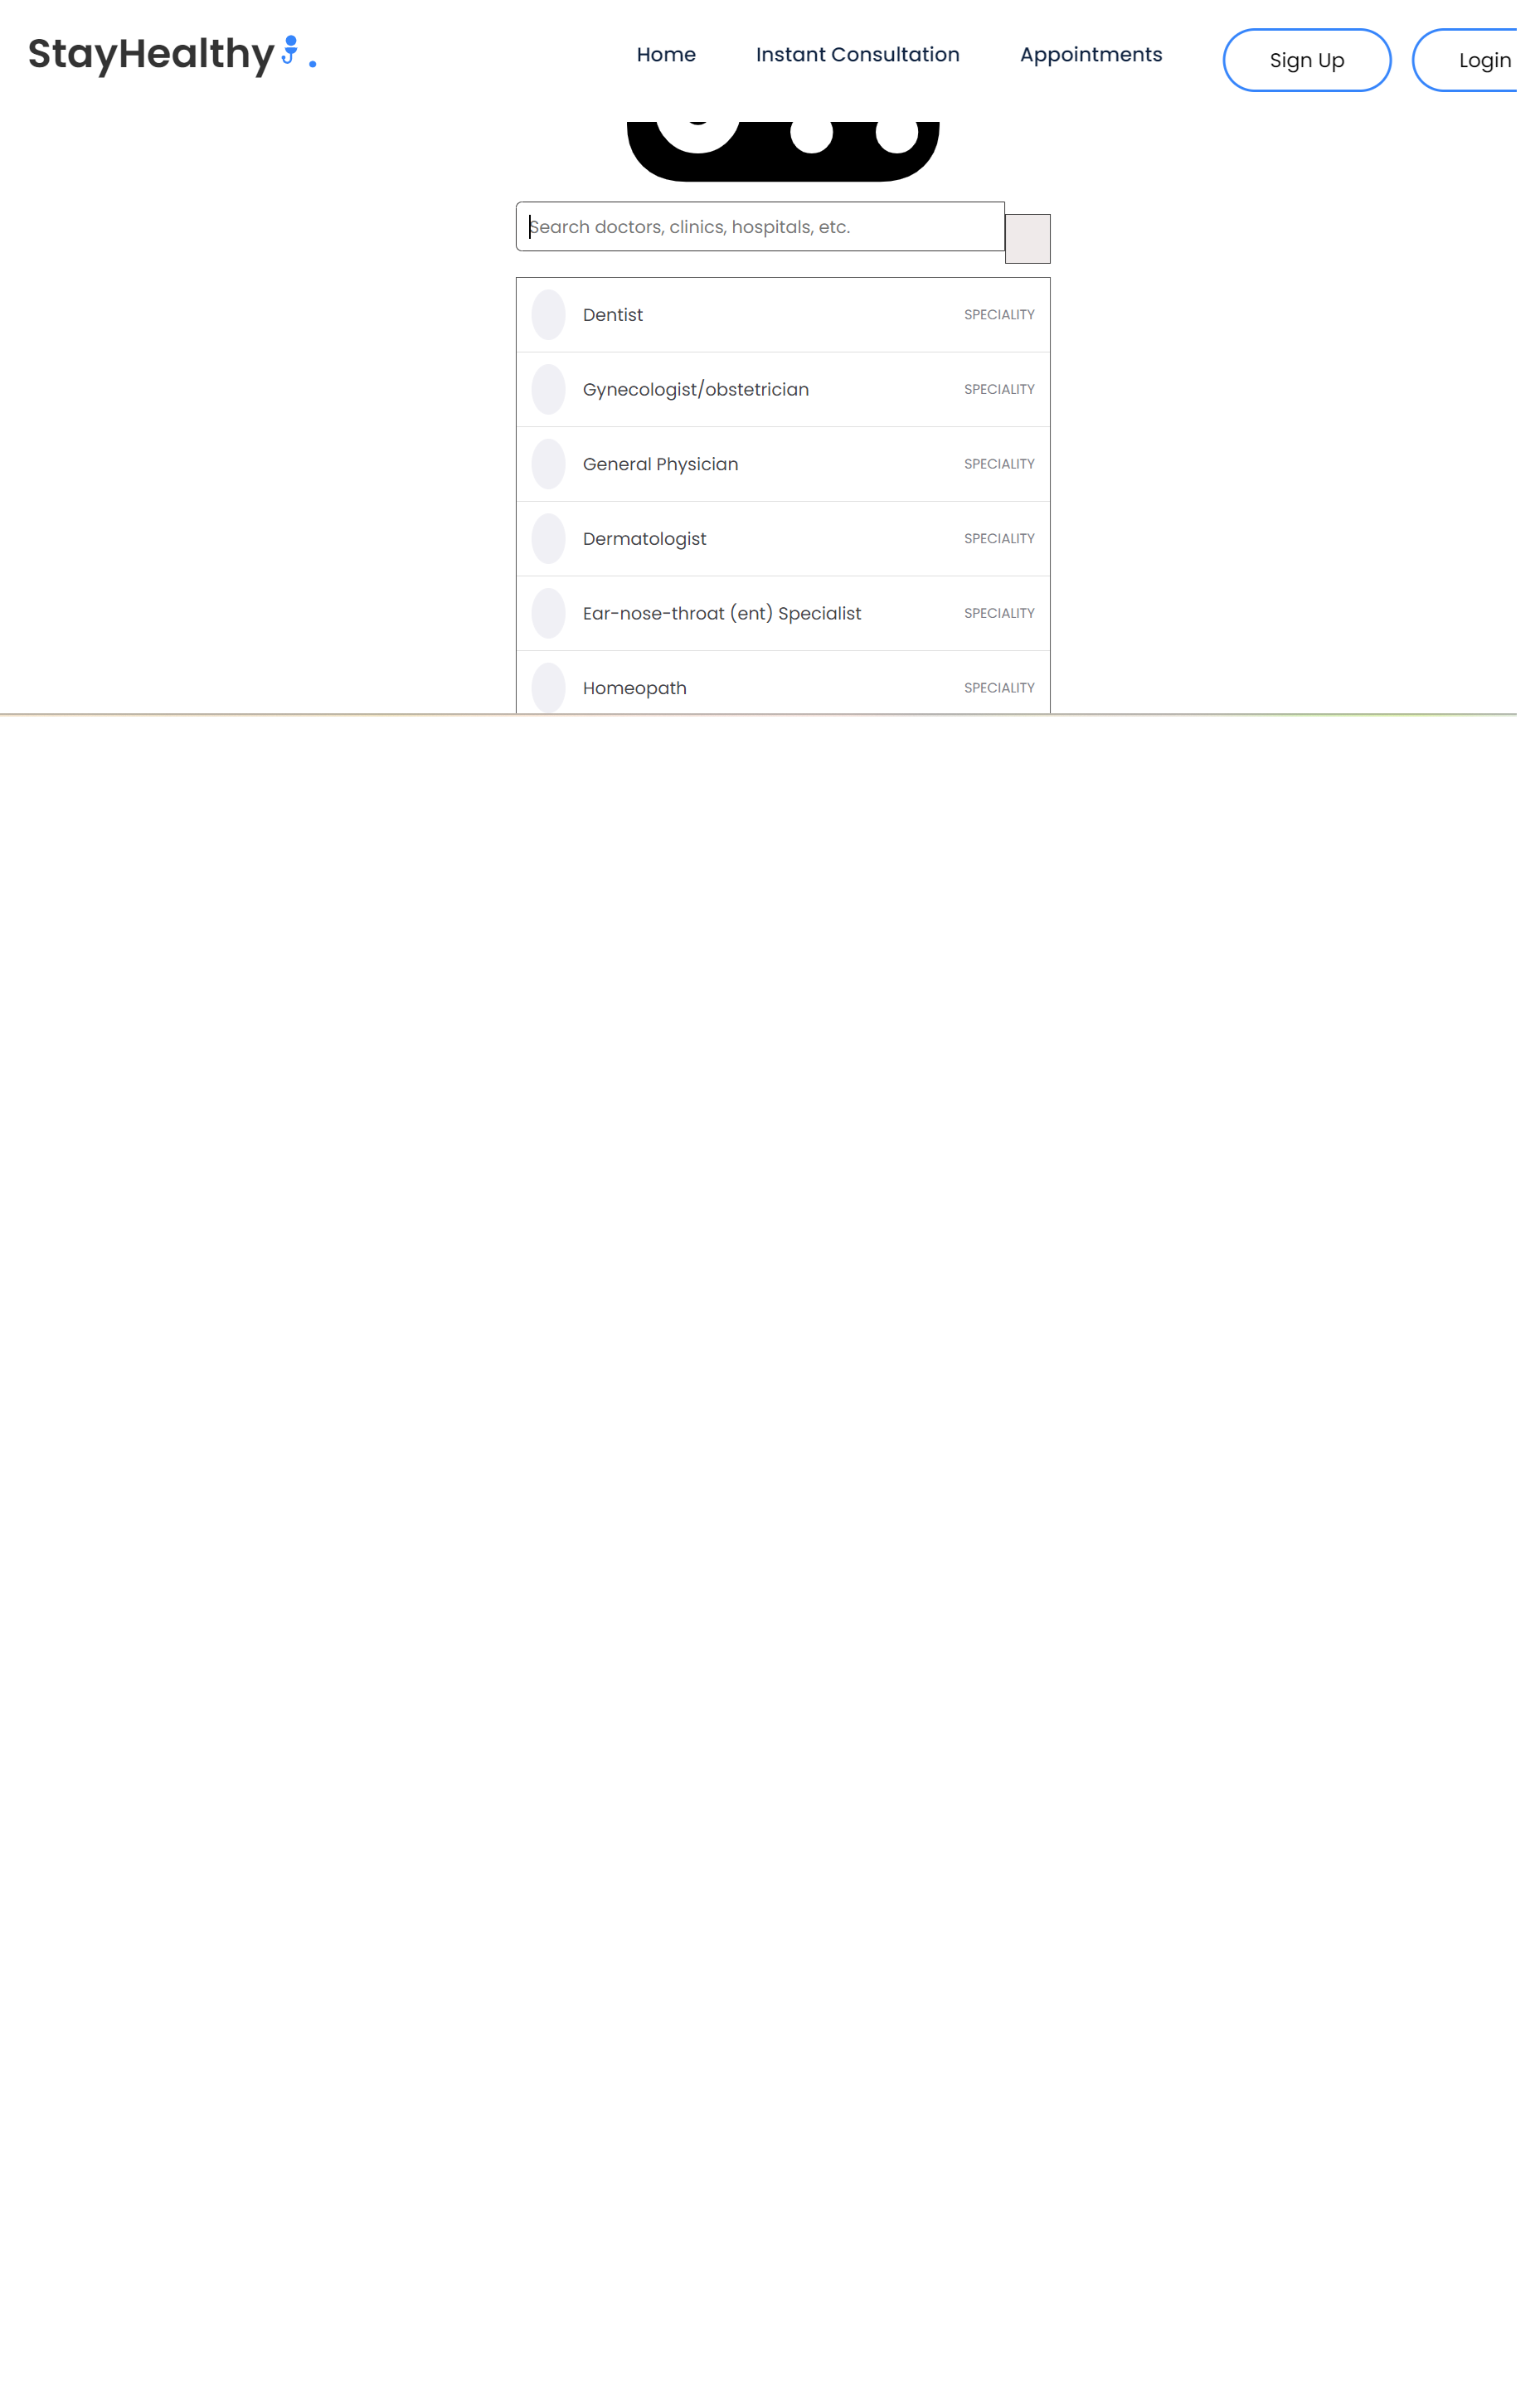 StayHealthy .
Home Instant Consultation Appointments Sign Up Login
Search doctors, clinics, hospitals, etc.
Dentist SPECIALITY
Gynecologist/obstetrician SPECIALITY
General Physician SPECIALITY
Dermatologist SPECIALITY
Ear-nose-throat (ent) Specialist SPECIALITY
Homeopath SPECIALITY